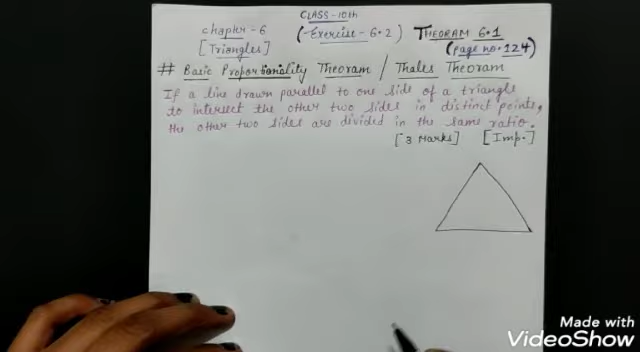 CLASS-10th
chapter-6 (-Exercise-6.2) THEORAM 6.1
[Triangles] (page no. 124)
# Basic Proportionality Theoram / Thales Theoram
If a line drawn parallel to one side of a triangle
to intersect the other two sides in distinct points,
the other two sides are divided in the same ratio.
[3 Marks] [Imp.]
Made with
VideoShow